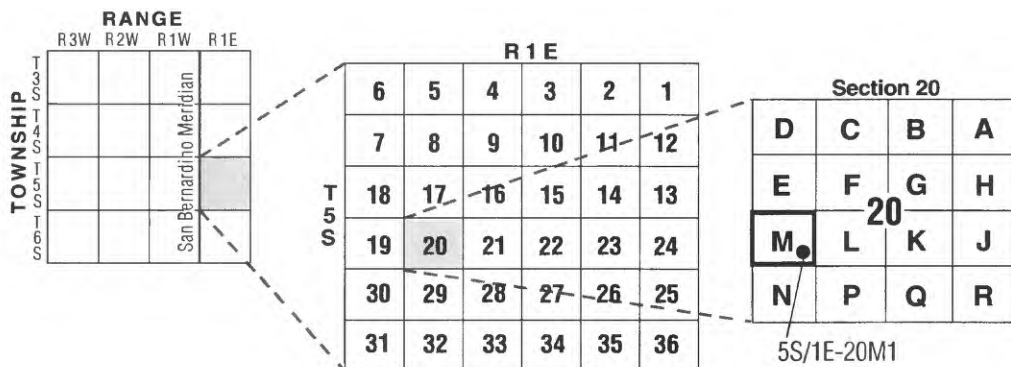 RANGE
R3W R2W R1W R1E
TOWNSHIP
T3S
T4S
T5S
T6S
San Bernardino Meridian
R1E
T5S
6 5 4 3 2 1
7 8 9 10 11 12
18 17 16 15 14 13
19 20 21 22 23 24
30 29 28 27 26 25
31 32 33 34 35 36
Section 20
D C B A
E F G H
20
M L K J
N P Q R
5S/1E-20M1